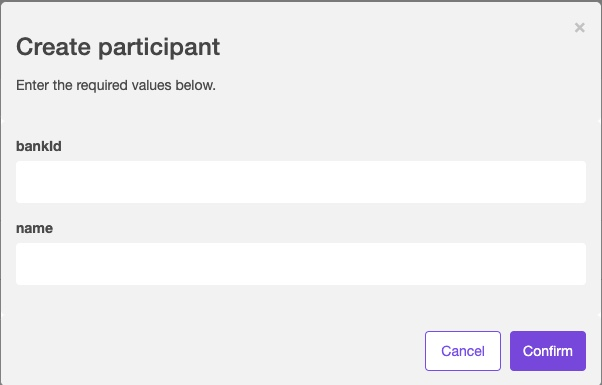 ×
Create participant
Enter the required values below.
bankId
name
Cancel Confirm